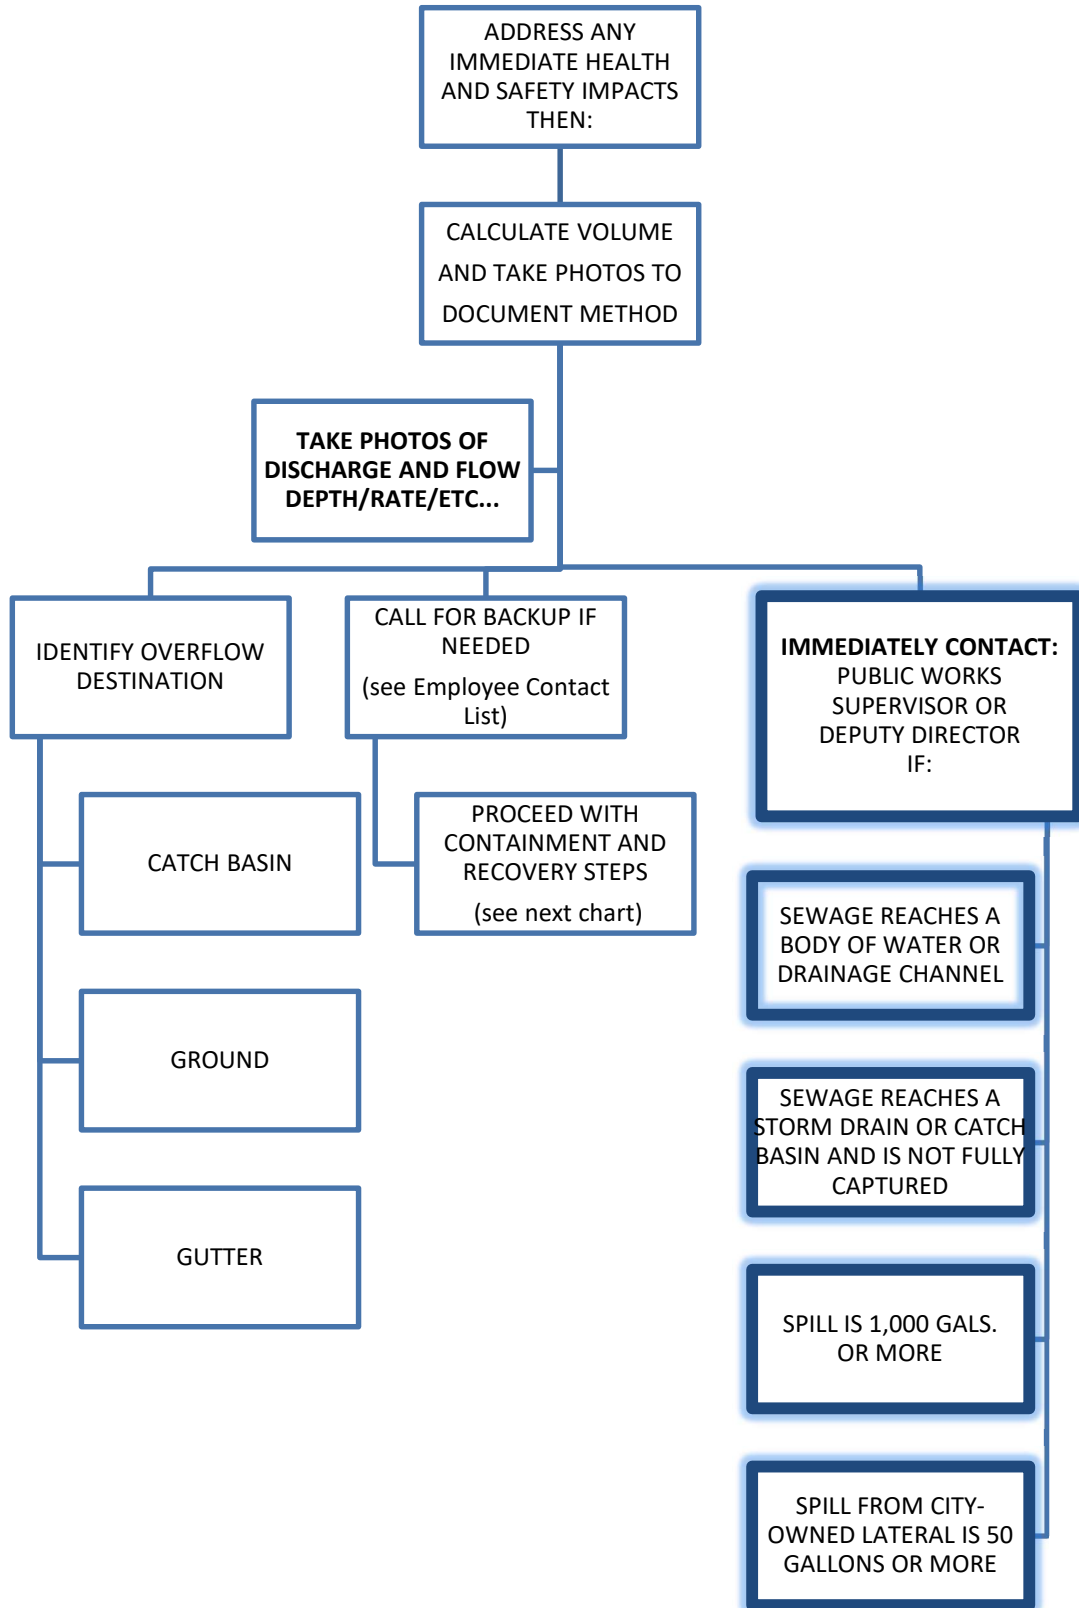 ADDRESS ANY
IMMEDIATE HEALTH
AND SAFETY IMPACTS
THEN:
CALCULATE VOLUME
AND TAKE PHOTOS TO
DOCUMENT METHOD
TAKE PHOTOS OF
DISCHARGE AND FLOW
DEPTH/RATE/ETC...
IDENTIFY OVERFLOW
DESTINATION
CATCH BASIN
GROUND
GUTTER
CALL FOR BACKUP IF
NEEDED
(see Employee Contact
List)
PROCEED WITH
CONTAINMENT AND
RECOVERY STEPS
(see next chart)
IMMEDIATELY CONTACT:
PUBLIC WORKS
SUPERVISOR OR
DEPUTY DIRECTOR
IF:
SEWAGE REACHES A
BODY OF WATER OR
DRAINAGE CHANNEL
SEWAGE REACHES A
STORM DRAIN OR CATCH
BASIN AND IS NOT FULLY
CAPTURED
SPILL IS 1,000 GALS.
OR MORE
SPILL FROM CITY-
OWNED LATERAL IS 50
GALLONS OR MORE